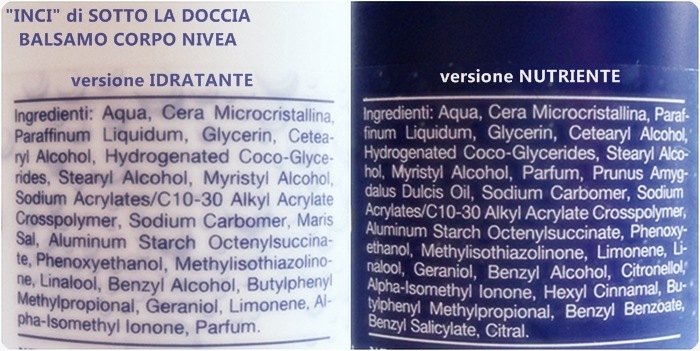 "INCI" di SOTTO LA DOCCIA
BALSAMO CORPO NIVEA
versione IDRATANTE
Ingredienti: Aqua, Cera Microcristallina,
Paraffinum Liquidum, Glycerin, Cetea-
ryl Alcohol, Hydrogenated Coco-Glyce-
rides, Stearyl Alcohol, Myristyl Alcohol,
Sodium Acrylates/C10-30 Alkyl Acrylate
Crosspolymer, Sodium Carbomer, Maris
Sal, Aluminum Starch Octenylsuccina-
te, Phenoxyethanol, Methylisothiazolino-
ne, Linalool, Benzyl Alcohol, Butylphenyl
Methylpropional, Geraniol, Limonene, Al-
pha-Isomethyl Ionone, Parfum.
versione NUTRIENTE
Ingredienti: Aqua, Cera Microcristallina, Paraf-
finum Liquidum, Glycerin, Cetearyl Alcohol,
Hydrogenated Coco-Glycerides, Stearyl Alco-
hol, Myristyl Alcohol, Parfum, Prunus Amyg-
dalus Dulcis Oil, Sodium Carbomer, Sodium
Acrylates/C10-30 Alkyl Acrylate Crosspolymer,
Aluminum Starch Octenylsuccinate, Phenoxy-
ethanol, Methylisothiazolinone, Limonene, Li-
nalool, Geraniol, Benzyl Alcohol, Citronellol,
Alpha-Isomethyl Ionone, Hexyl Cinnamal, Bu-
tylphenyl Methylpropional, Benzyl Benzoate,
Benzyl Salicylate, Citral.